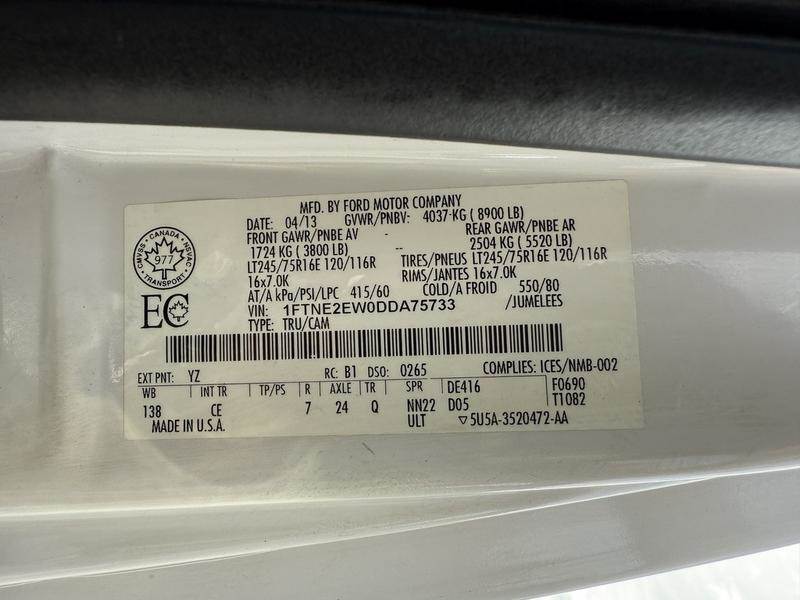 MFD. BY FORD MOTOR COMPANY
DATE: 04/13 GVWR/PNBV: 4037-KG ( 8900 LB)
FRONT GAWR/PNBE AV - REAR GAWR/PNBE AR
1724 KG ( 3800 LB) -- 2504 KG ( 5520 LB)
LT245/75R16E 120/116R TIRES/PNEUS LT245/75R16E 120/116R
16x7.0K RIMS/JANTES 16x7.0K
AT/A kPa/PSI/LPC 415/60 COLD/A FROID 550/80
VIN: 1FTNE2EW0DDA75733 /JUMELEES
TYPE: TRU/CAM
CMVSS · CANADA · NSVAC
977
TRANSPORT
EC
EXT PNT: YZ RC: B1 DSO: 0265 COMPLIES: ICES/NMB-002
WB INT TR TP/PS R AXLE TR SPR DE416 F0690
138 CE 7 24 Q NN22 D05 T1082
MADE IN U.S.A. ULT ▽5U5A-3520472-AA